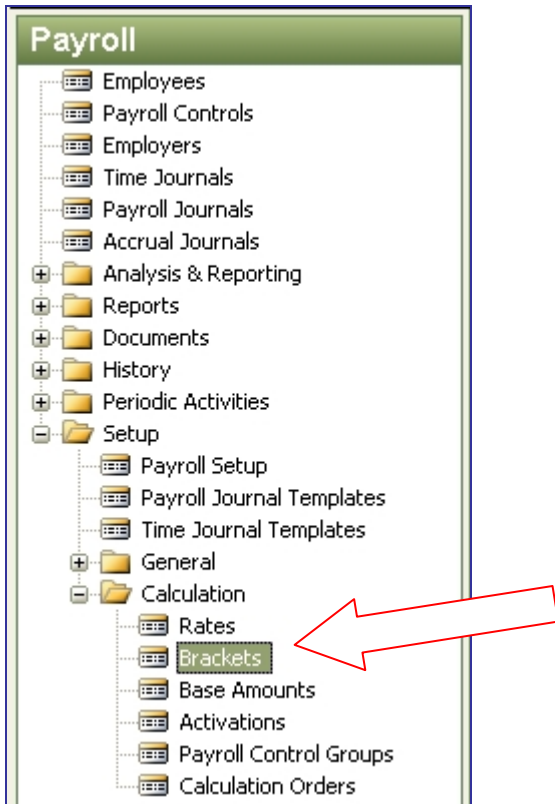 Payroll
Employees
Payroll Controls
Employers
Time Journals
Payroll Journals
Accrual Journals
Analysis & Reporting
Reports
Documents
History
Periodic Activities
Setup
Payroll Setup
Payroll Journal Templates
Time Journal Templates
General
Calculation
Rates
Brackets
Base Amounts
Activations
Payroll Control Groups
Calculation Orders